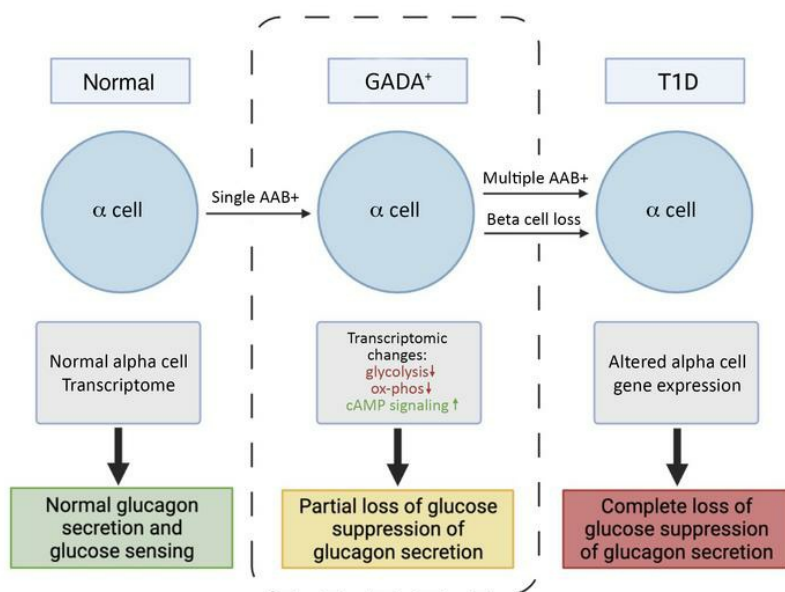 Normal
GADA⁺
T1D
α cell
Single AAB+
α cell
Multiple AAB+
Beta cell loss
α cell
Normal alpha cell
Transcriptome
Transcriptomic
changes:
glycolysis↓
ox-phos↓
cAMP signaling↑
Altered alpha cell
gene expression
Normal glucagon
secretion and
glucose sensing
Partial loss of glucose
suppression of
glucagon secretion
Complete loss of
glucose suppression
of glucagon secretion